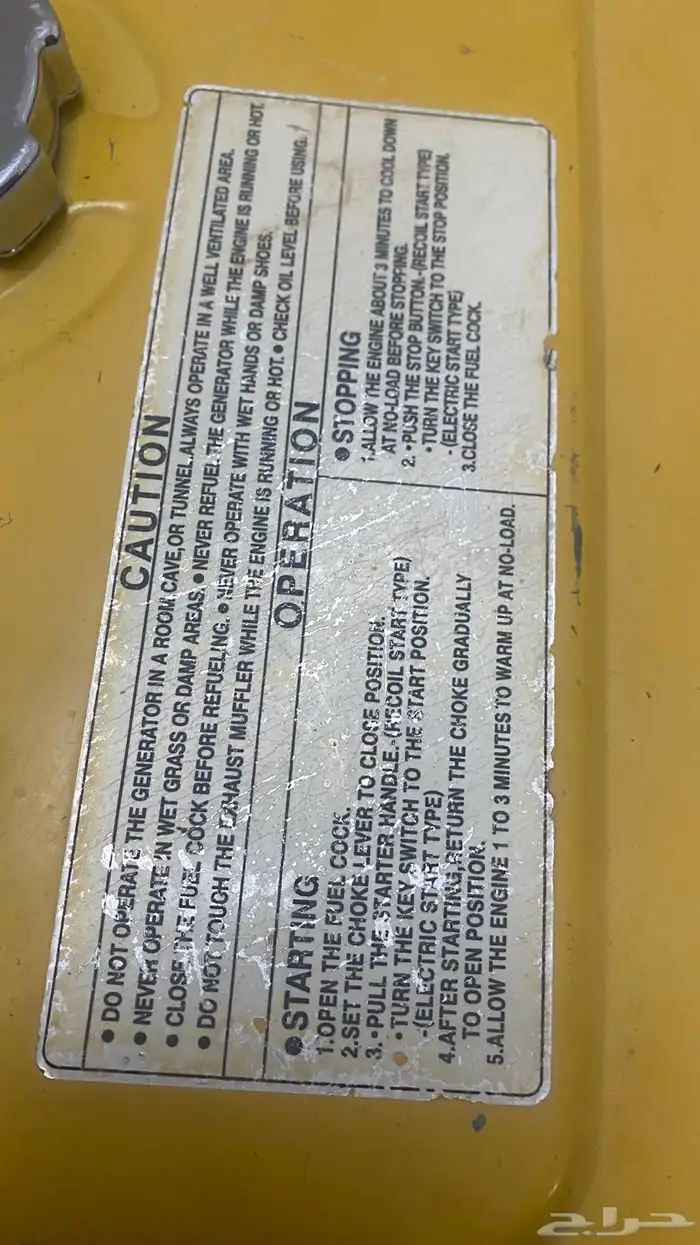 CAUTION
• DO NOT OPERATE THE GENERATOR IN A ROOM, CAVE, OR TUNNEL. ALWAYS OPERATE IN A WELL VENTILATED AREA.
• NEVER OPERATE IN WET GRASS OR DAMP AREAS. • NEVER REFUEL THE GENERATOR WHILE THE ENGINE IS RUNNING OR HOT.
• CLOSE THE FUEL COCK BEFORE REFUELING. • NEVER OPERATE WITH WET HANDS OR DAMP SHOES.
• DO NOT TOUCH THE EXHAUST MUFFLER WHILE THE ENGINE IS RUNNING OR HOT. • CHECK OIL LEVEL BEFORE USING.
OPERATION
●STARTING
1.OPEN THE FUEL COCK.
2.SET THE CHOKE LEVER TO CLOSE POSITION.
3. •PULL THE STARTER HANDLE.-(RECOIL START TYPE)
•TURN THE KEY SWITCH TO THE START POSITION.
-(ELECTRIC START TYPE)
4.AFTER STARTING,RETURN THE CHOKE GRADUALLY
TO OPEN POSITION.
5.ALLOW THE ENGINE 1 TO 3 MINUTES TO WARM UP AT NO-LOAD.
●STOPPING
1.ALLOW THE ENGINE ABOUT 3 MINUTES TO COOL DOWN
AT NO-LOAD BEFORE STOPPING.
2. •PUSH THE STOP BUTTON.-(RECOIL START TYPE)
•TURN THE KEY SWITCH TO THE STOP POSITION.
-(ELECTRIC START TYPE)
3.CLOSE THE FUEL COCK.
حراج